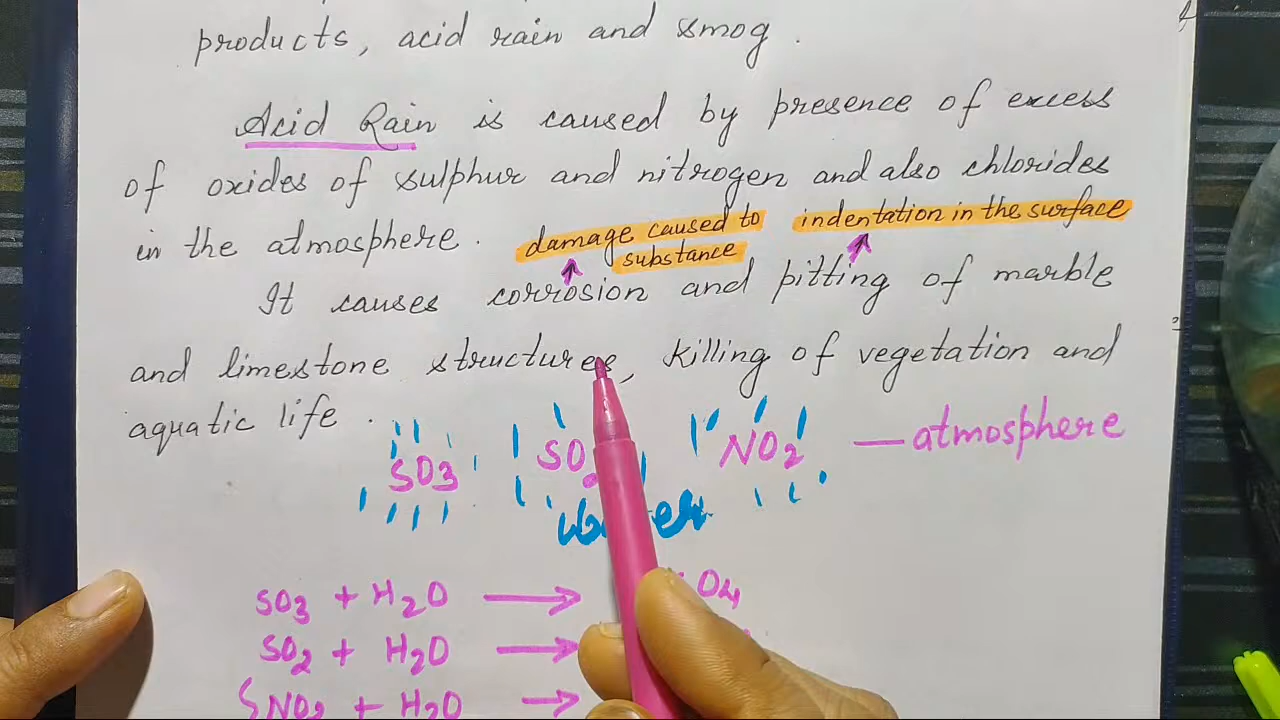 products, acid rain and smog.
Acid Rain is caused by presence of excess
of oxides of sulphur and nitrogen and also chlorides
in the atmosphere. damage caused to substance indentation in the surface
It causes corrosion and pitting of marble
and limestone structures, killing of vegetation and
aquatic life.
SO3 SO2 NO2 — atmosphere
SO3 + H2O →
SO2 + H2O →
NO2 + H2O →